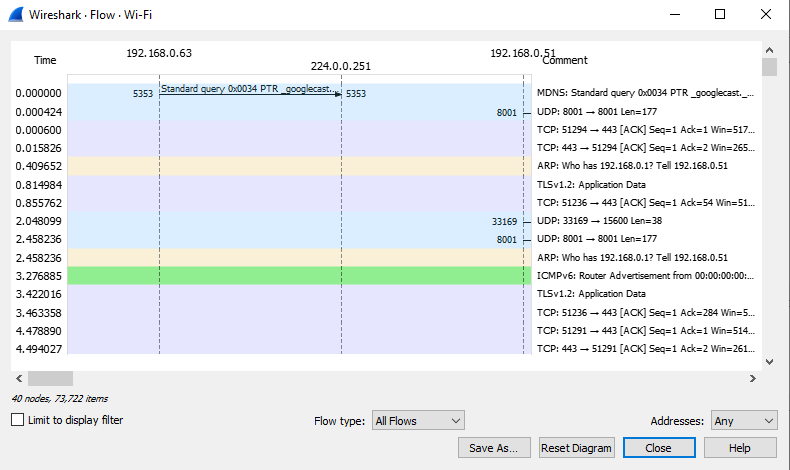 Wireshark · Flow · Wi-Fi
Time 192.168.0.63 224.0.0.251 192.168.0.51 Comment
0.000000 5353 Standard query 0x0034 PTR _googlecast.... 5353 MDNS: Standard query 0x0034 PTR _googlecast._...
0.000424 8001 UDP: 8001 → 8001 Len=177
0.000600 TCP: 51294 → 443 [ACK] Seq=1 Ack=1 Win=517...
0.015826 TCP: 443 → 51294 [ACK] Seq=1 Ack=2 Win=265...
0.409652 ARP: Who has 192.168.0.1? Tell 192.168.0.51
0.814984 TLSv1.2: Application Data
0.855762 TCP: 51236 → 443 [ACK] Seq=1 Ack=54 Win=51...
2.048099 33169 UDP: 33169 → 15600 Len=38
2.458236 8001 UDP: 8001 → 8001 Len=177
2.458236 ARP: Who has 192.168.0.1? Tell 192.168.0.51
3.276885 ICMPv6: Router Advertisement from 00:00:00:00:...
3.422016 TLSv1.2: Application Data
3.463358 TCP: 51236 → 443 [ACK] Seq=1 Ack=284 Win=5...
4.478890 TCP: 51291 → 443 [ACK] Seq=1 Ack=1 Win=514...
4.494027 TCP: 443 → 51291 [ACK] Seq=1 Ack=2 Win=261...
40 nodes, 73,722 items
Limit to display filter Flow type: All Flows Addresses: Any
Save As... Reset Diagram Close Help